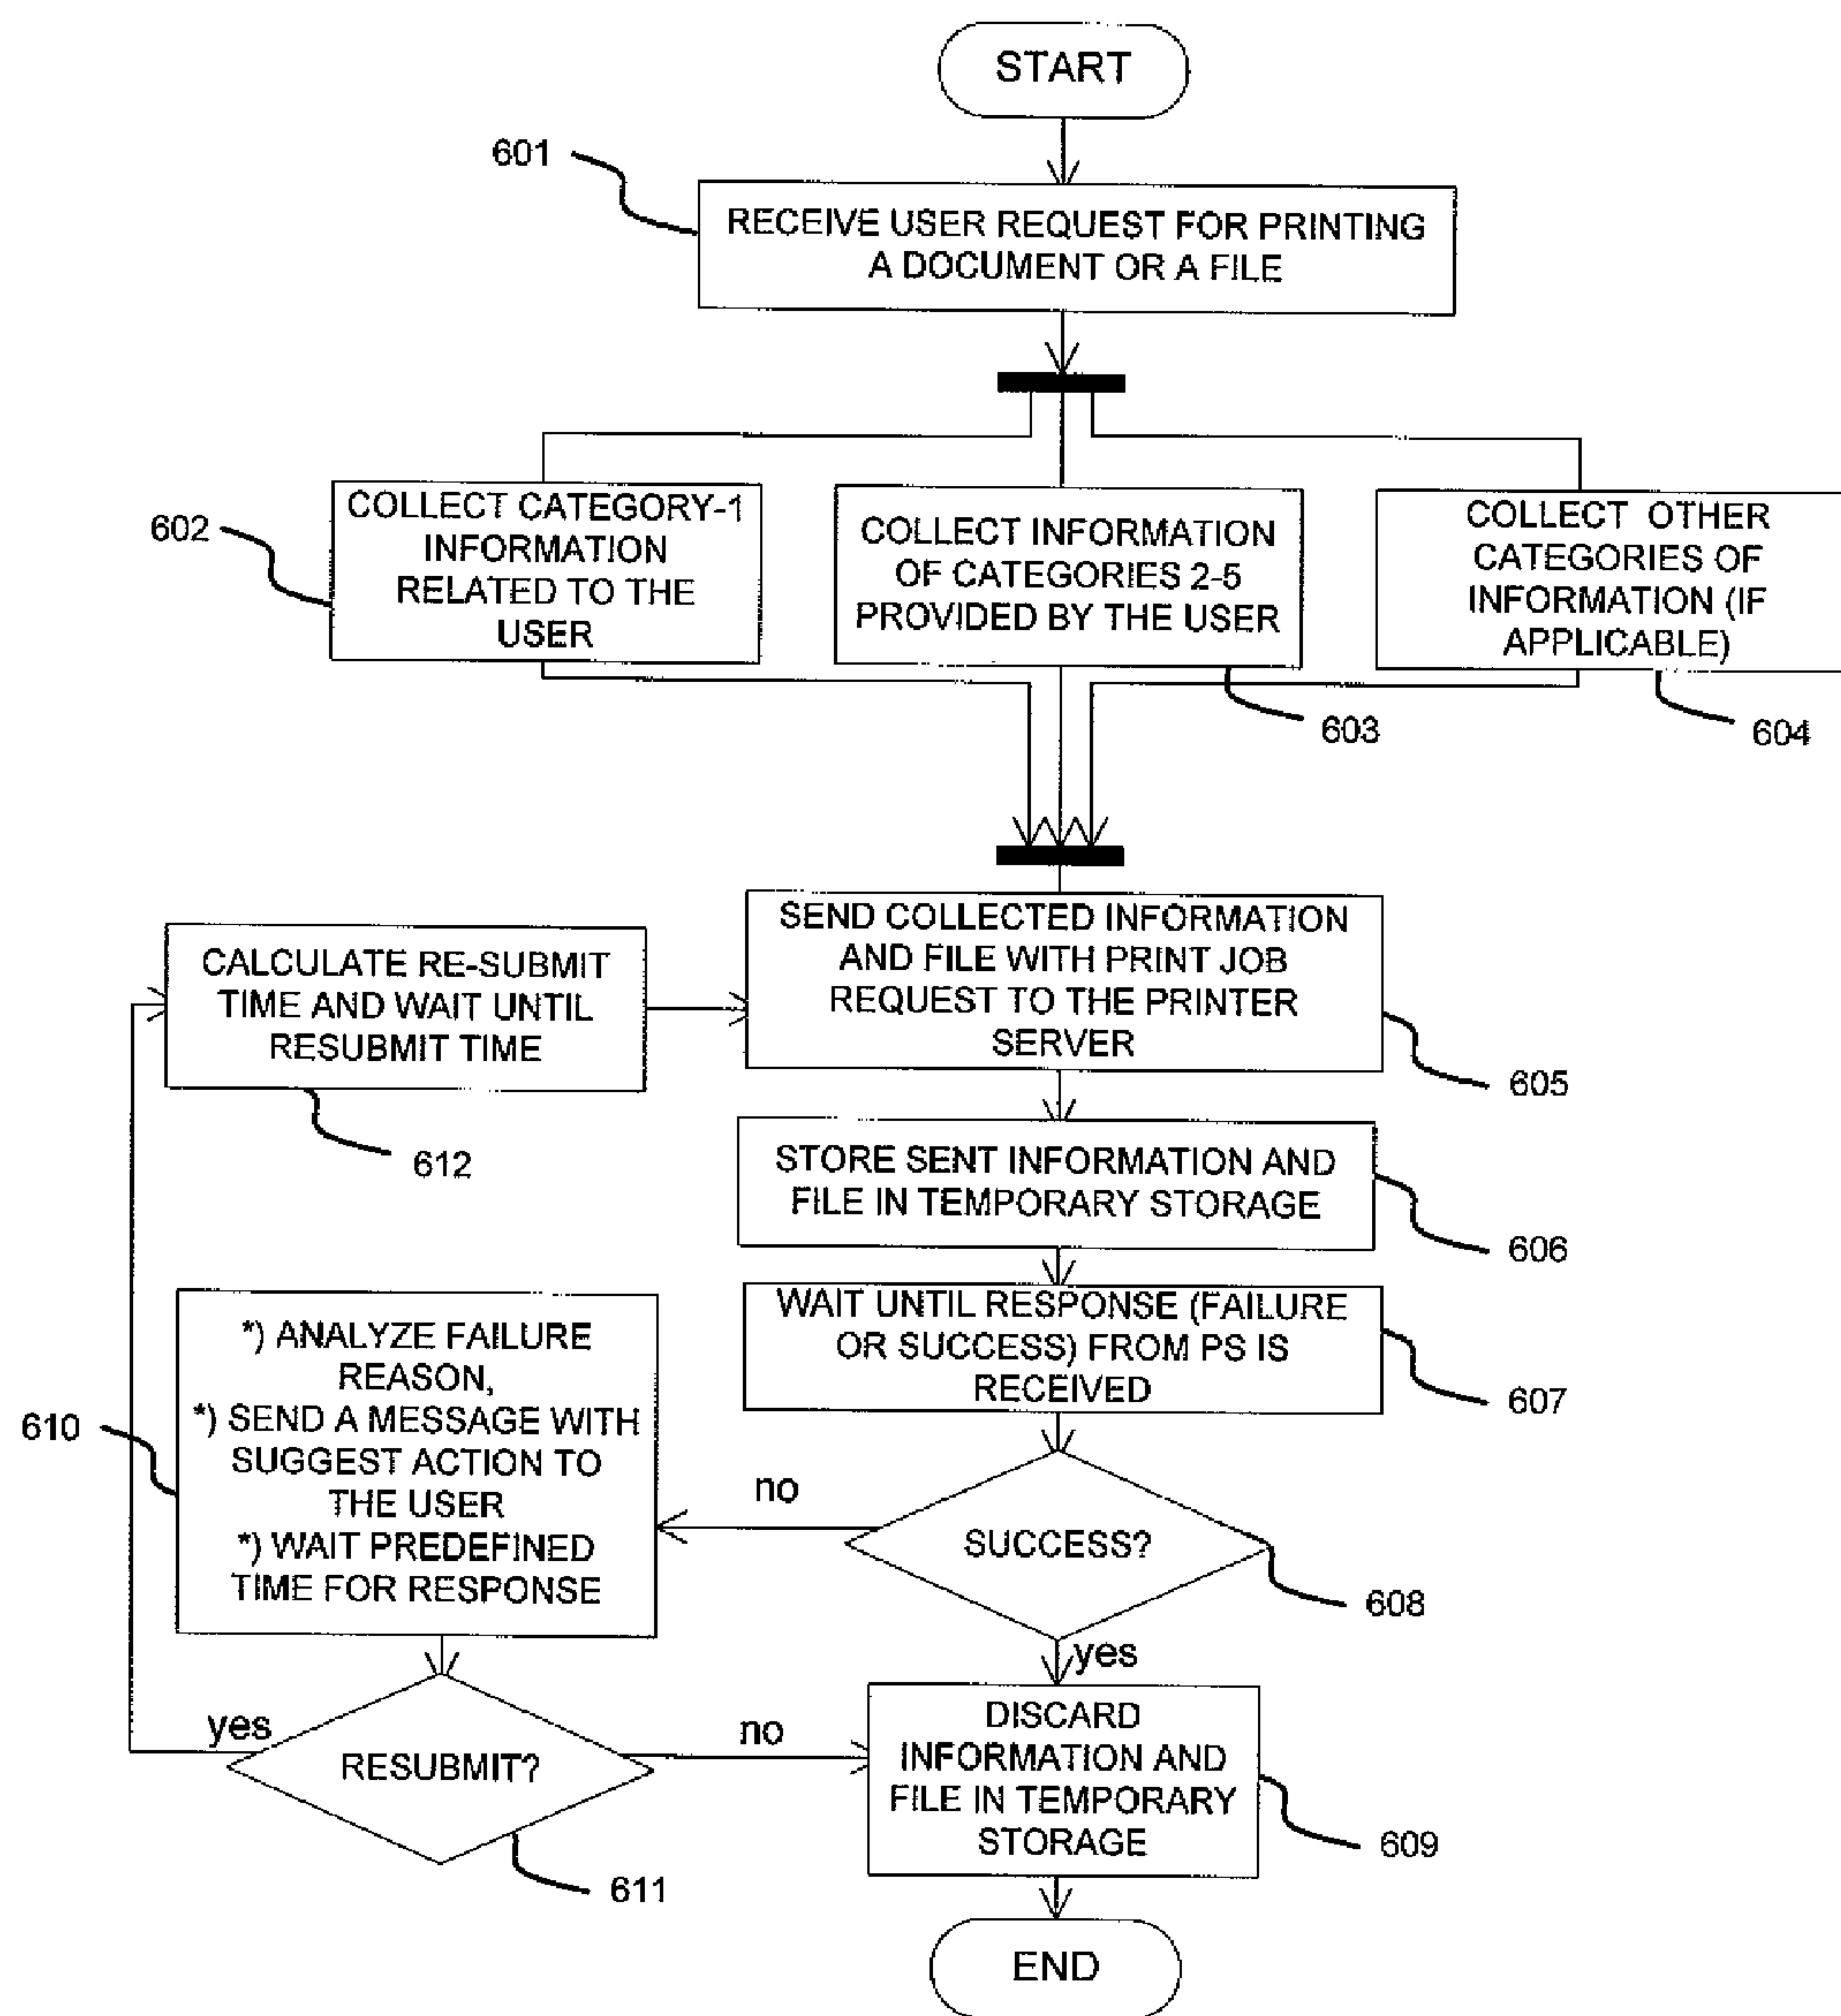 START
601
RECEIVE USER REQUEST FOR PRINTING
A DOCUMENT OR A FILE
602
COLLECT CATEGORY-1
INFORMATION
RELATED TO THE
USER
COLLECT INFORMATION
OF CATEGORIES 2-5
PROVIDED BY THE USER
603
COLLECT OTHER
CATEGORIES OF
INFORMATION (IF
APPLICABLE)
604
CALCULATE RE-SUBMIT
TIME AND WAIT UNTIL
RESUBMIT TIME
612
SEND COLLECTED INFORMATION
AND FILE WITH PRINT JOB
REQUEST TO THE PRINTER
SERVER
605
STORE SENT INFORMATION AND
FILE IN TEMPORARY STORAGE
606
WAIT UNTIL RESPONSE (FAILURE
OR SUCCESS) FROM PS IS
RECEIVED
607
610
*) ANALYZE FAILURE
REASON,
*) SEND A MESSAGE WITH
SUGGEST ACTION TO
THE USER
*) WAIT PREDEFINED
TIME FOR RESPONSE
no
SUCCESS?
608
yes
yes
RESUBMIT?
no
611
DISCARD
INFORMATION AND
FILE IN TEMPORARY
STORAGE
609
END